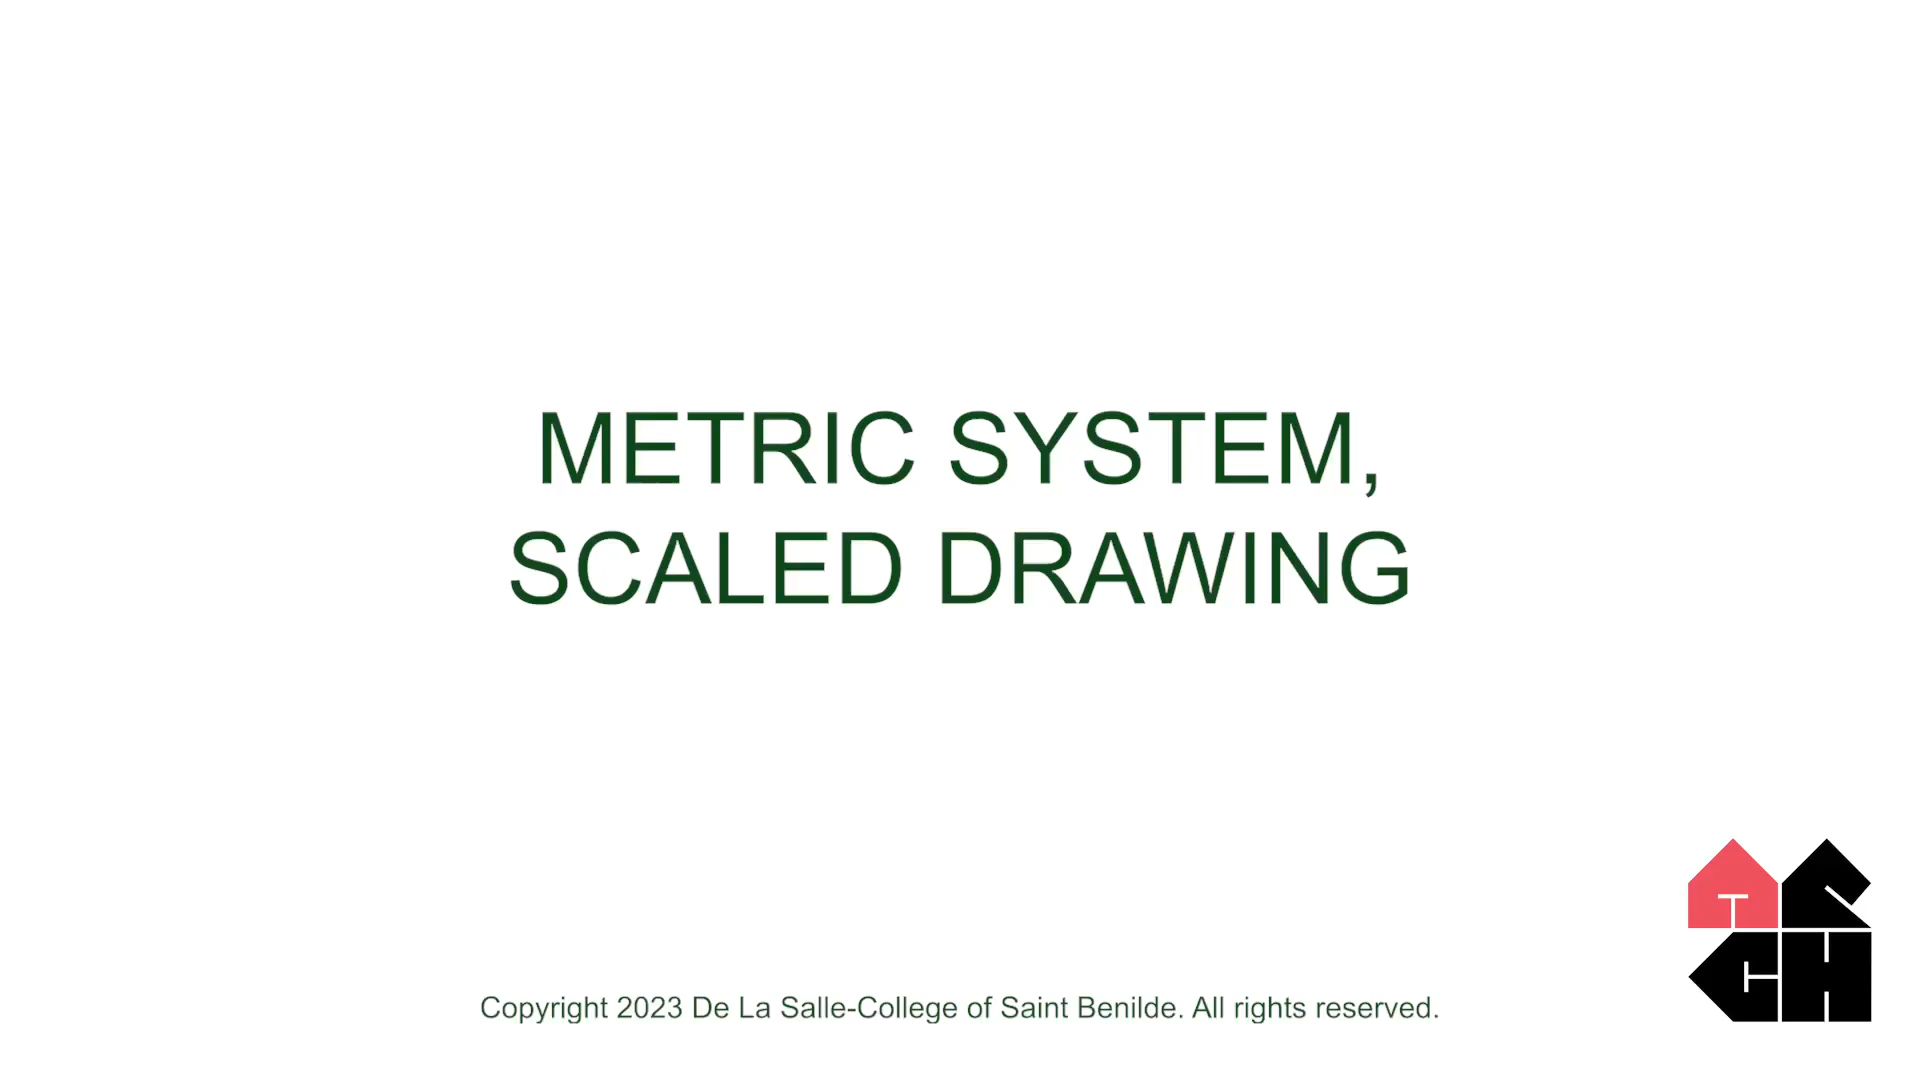 METRIC SYSTEM,
SCALED DRAWING
Copyright 2023 De La Salle-College of Saint Benilde. All rights reserved.